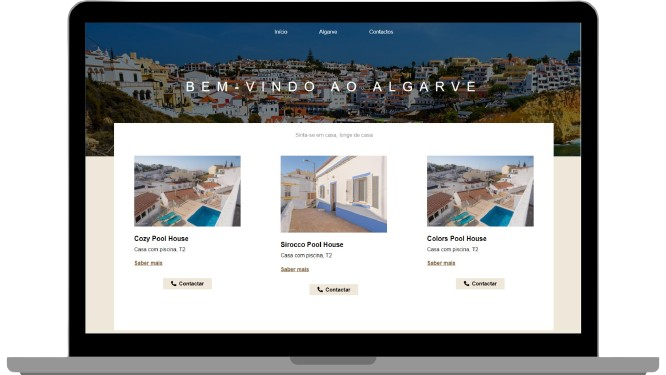 Início Algarve Contactos
BEM-VINDO AO ALGARVE
Sinta-se em casa, longe de casa
Cozy Pool House
Casa com piscina, T2
Saber mais
Contactar
Sirocco Pool House
Casa com piscina, T2
Saber mais
Contactar
Colors Pool House
Casa com piscina, T2
Saber mais
Contactar